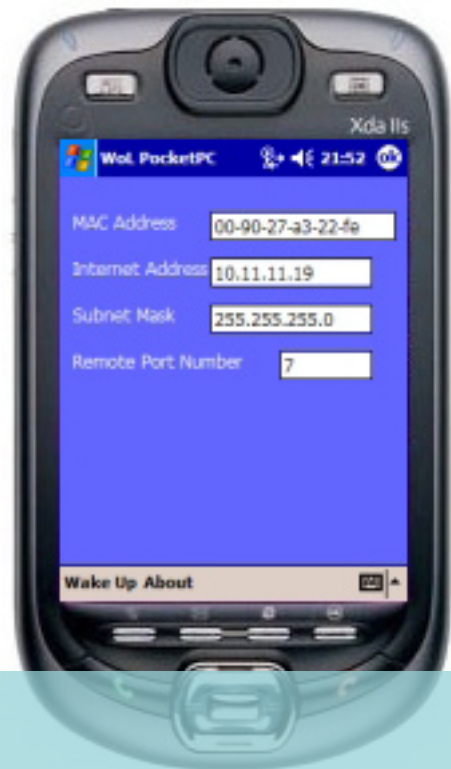 Xda IIs
WoL PocketPC 21:52 ok
MAC Address 00-90-27-a3-22-fe
Internet Address 10.11.11.19
Subnet Mask 255.255.255.0
Remote Port Number 7
Wake Up About